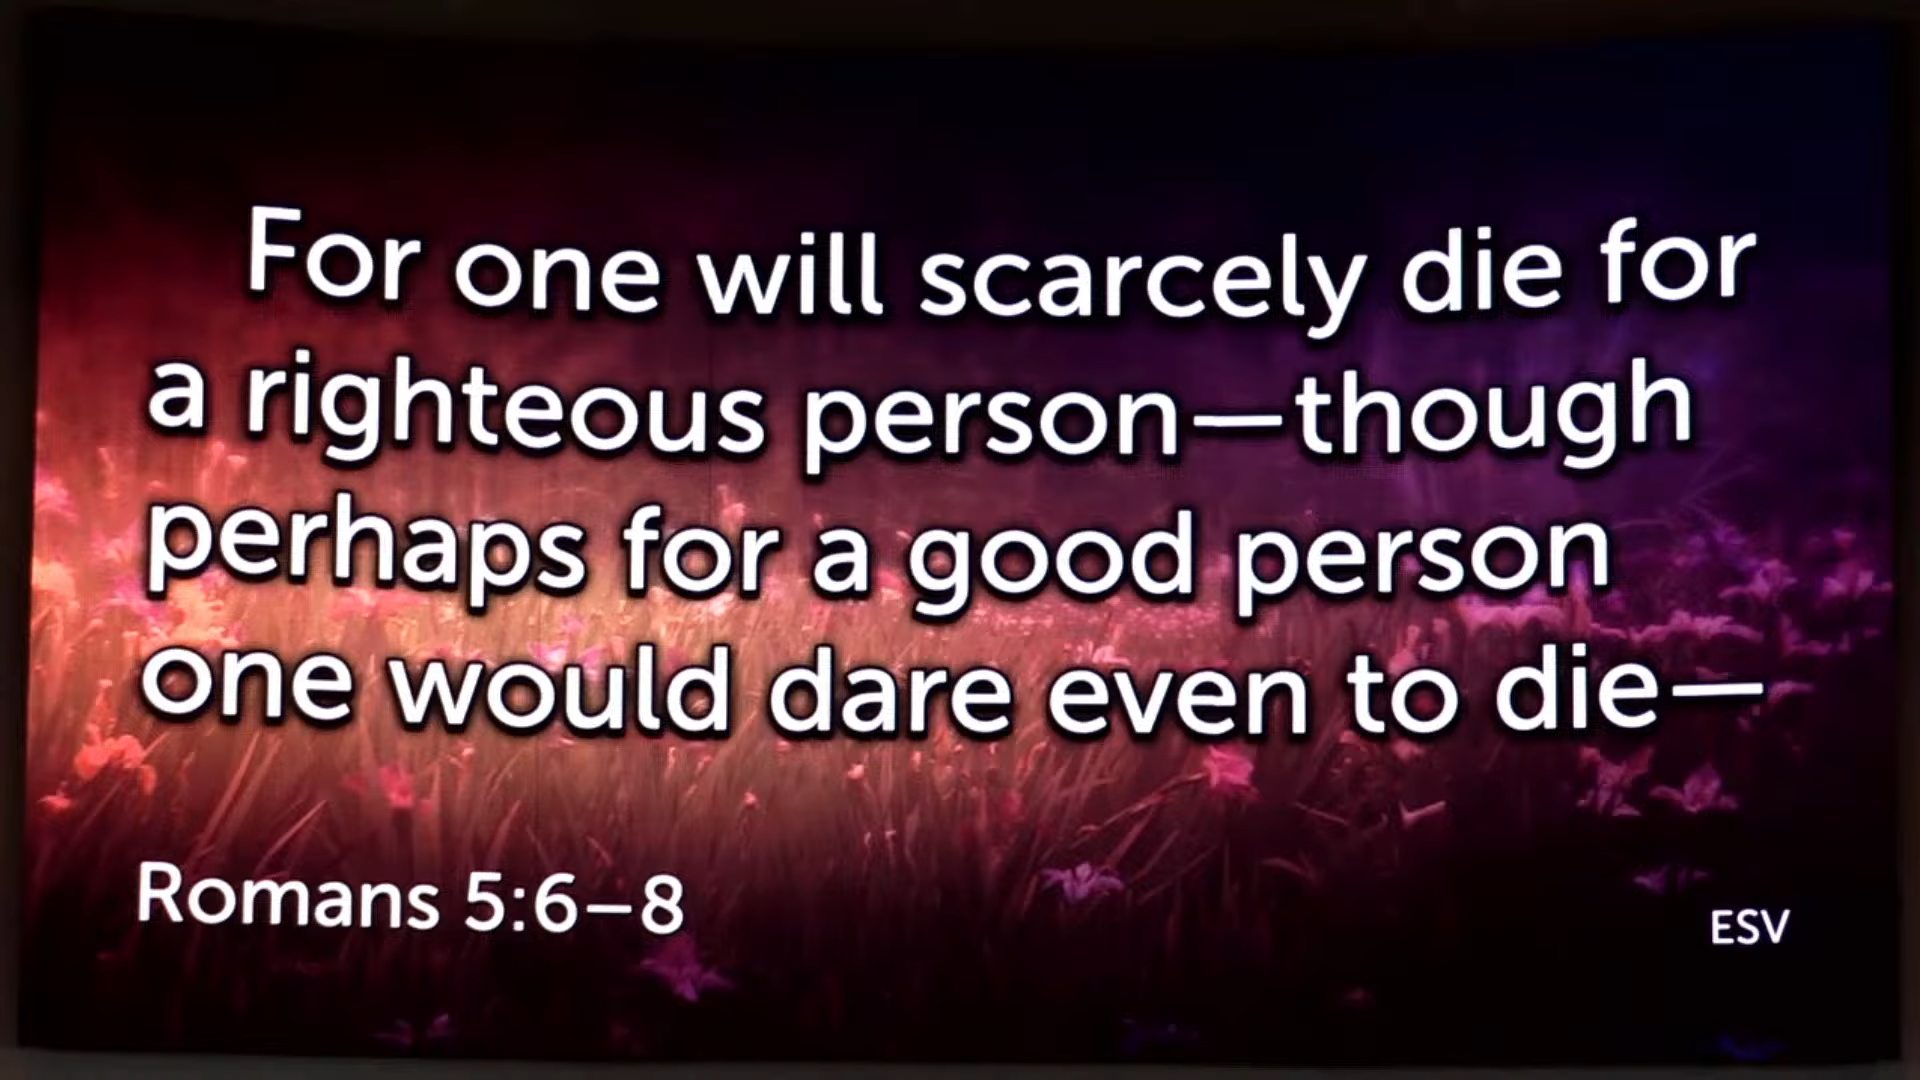 For one will scarcely die for
a righteous person—though
perhaps for a good person
one would dare even to die—
Romans 5:6–8
ESV